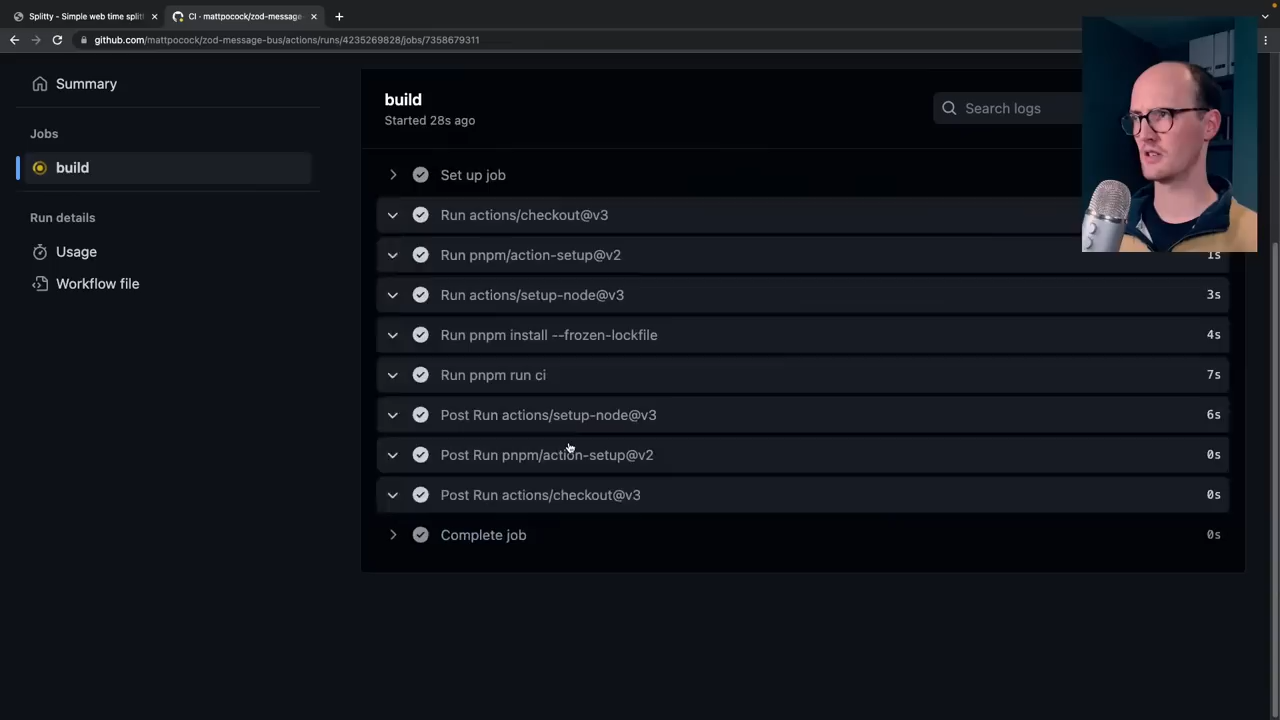 Splitty - Simple web time split
CI · mattpocock/zod-message-
github.com/mattpocock/zod-message-bus/actions/runs/4235269828/jobs/7358679311
Summary
Jobs
build
Run details
Usage
Workflow file
build
Started 28s ago
Search logs
Set up job
Run actions/checkout@v3
Run pnpm/action-setup@v2
1s
Run actions/setup-node@v3
3s
Run pnpm install --frozen-lockfile
4s
Run pnpm run ci
7s
Post Run actions/setup-node@v3
6s
Post Run pnpm/action-setup@v2
0s
Post Run actions/checkout@v3
0s
Complete job
0s